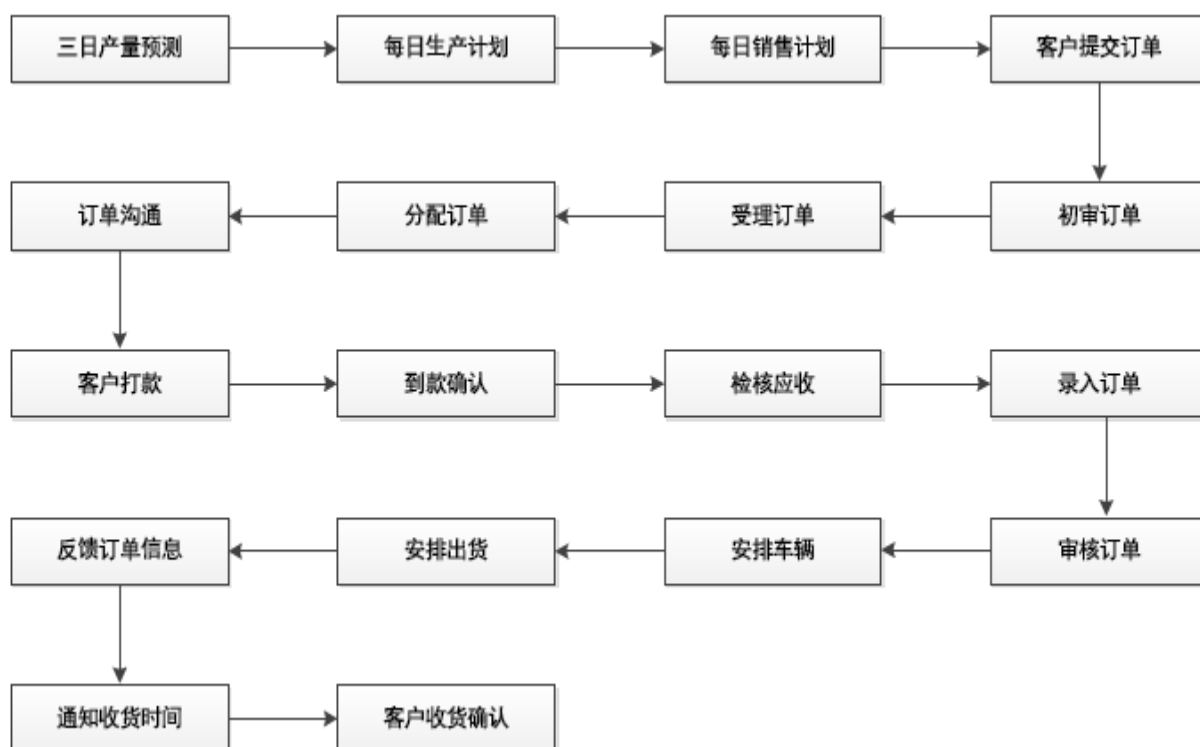 三日产量预测
每日生产计划
每日销售计划
客户提交订单
初审订单
受理订单
分配订单
订单沟通
客户打款
到款确认
检核应收
录入订单
审核订单
安排车辆
安排出货
反馈订单信息
通知收货时间
客户收货确认